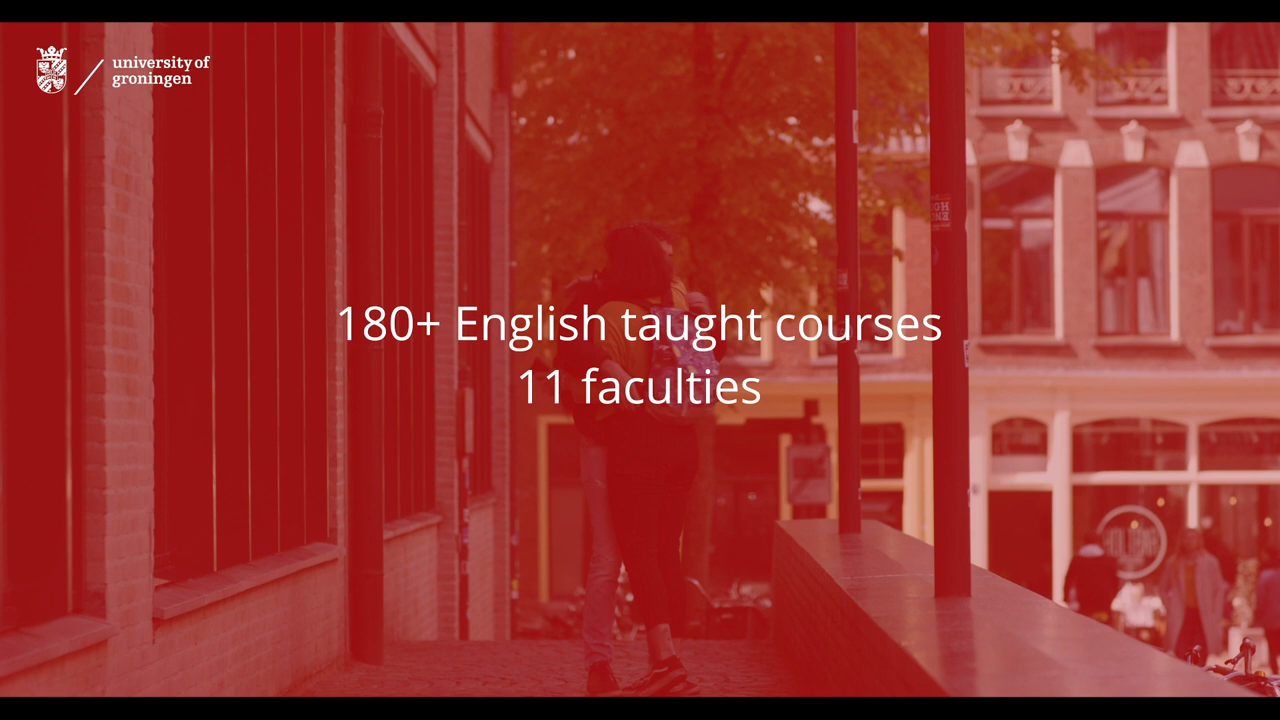 university of
groningen
180+ English taught courses
11 faculties